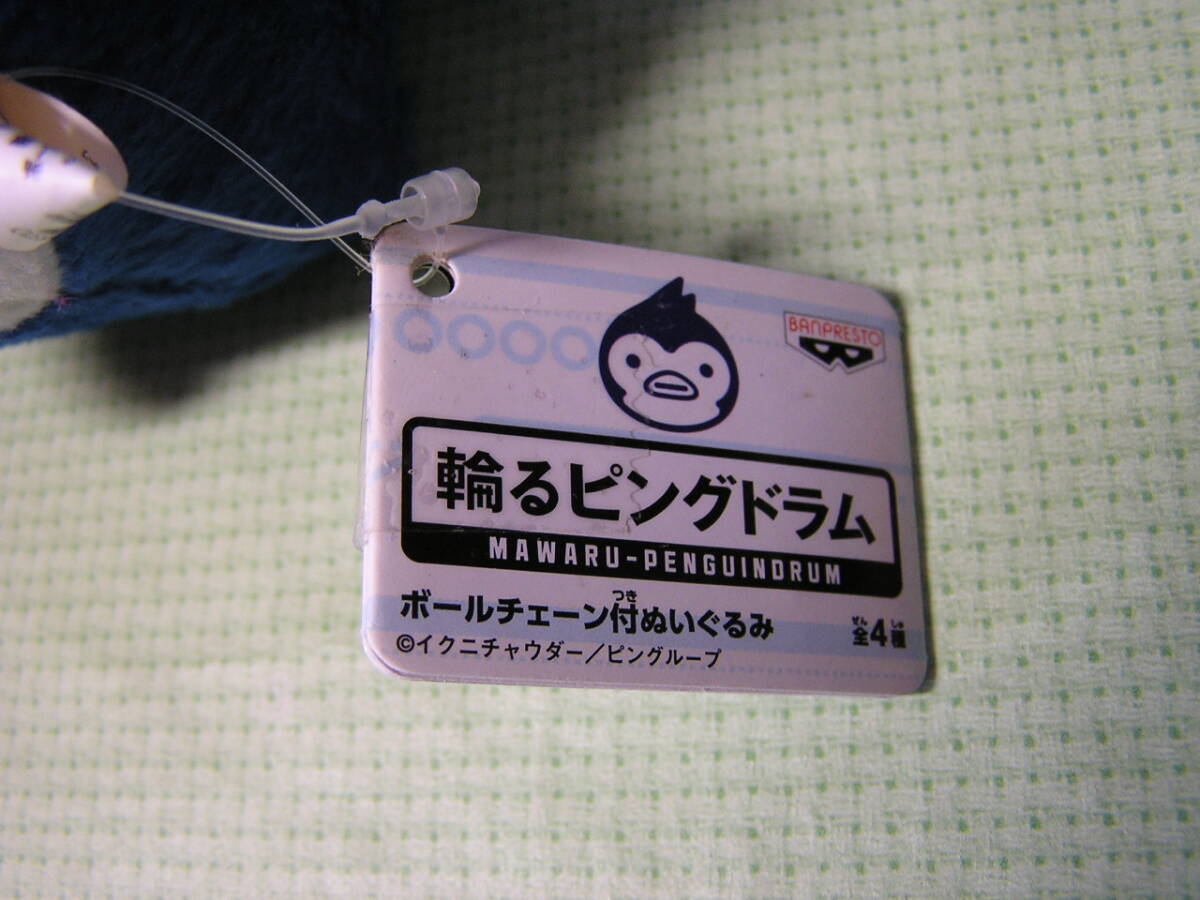 BANPRESTO
輪るピングドラム
MAWARU-PENGUINDRUM
ボールチェーン付ぬいぐるみ
つき
全4種
ぜん しゅ
©イクニチャウダー／ピングループ